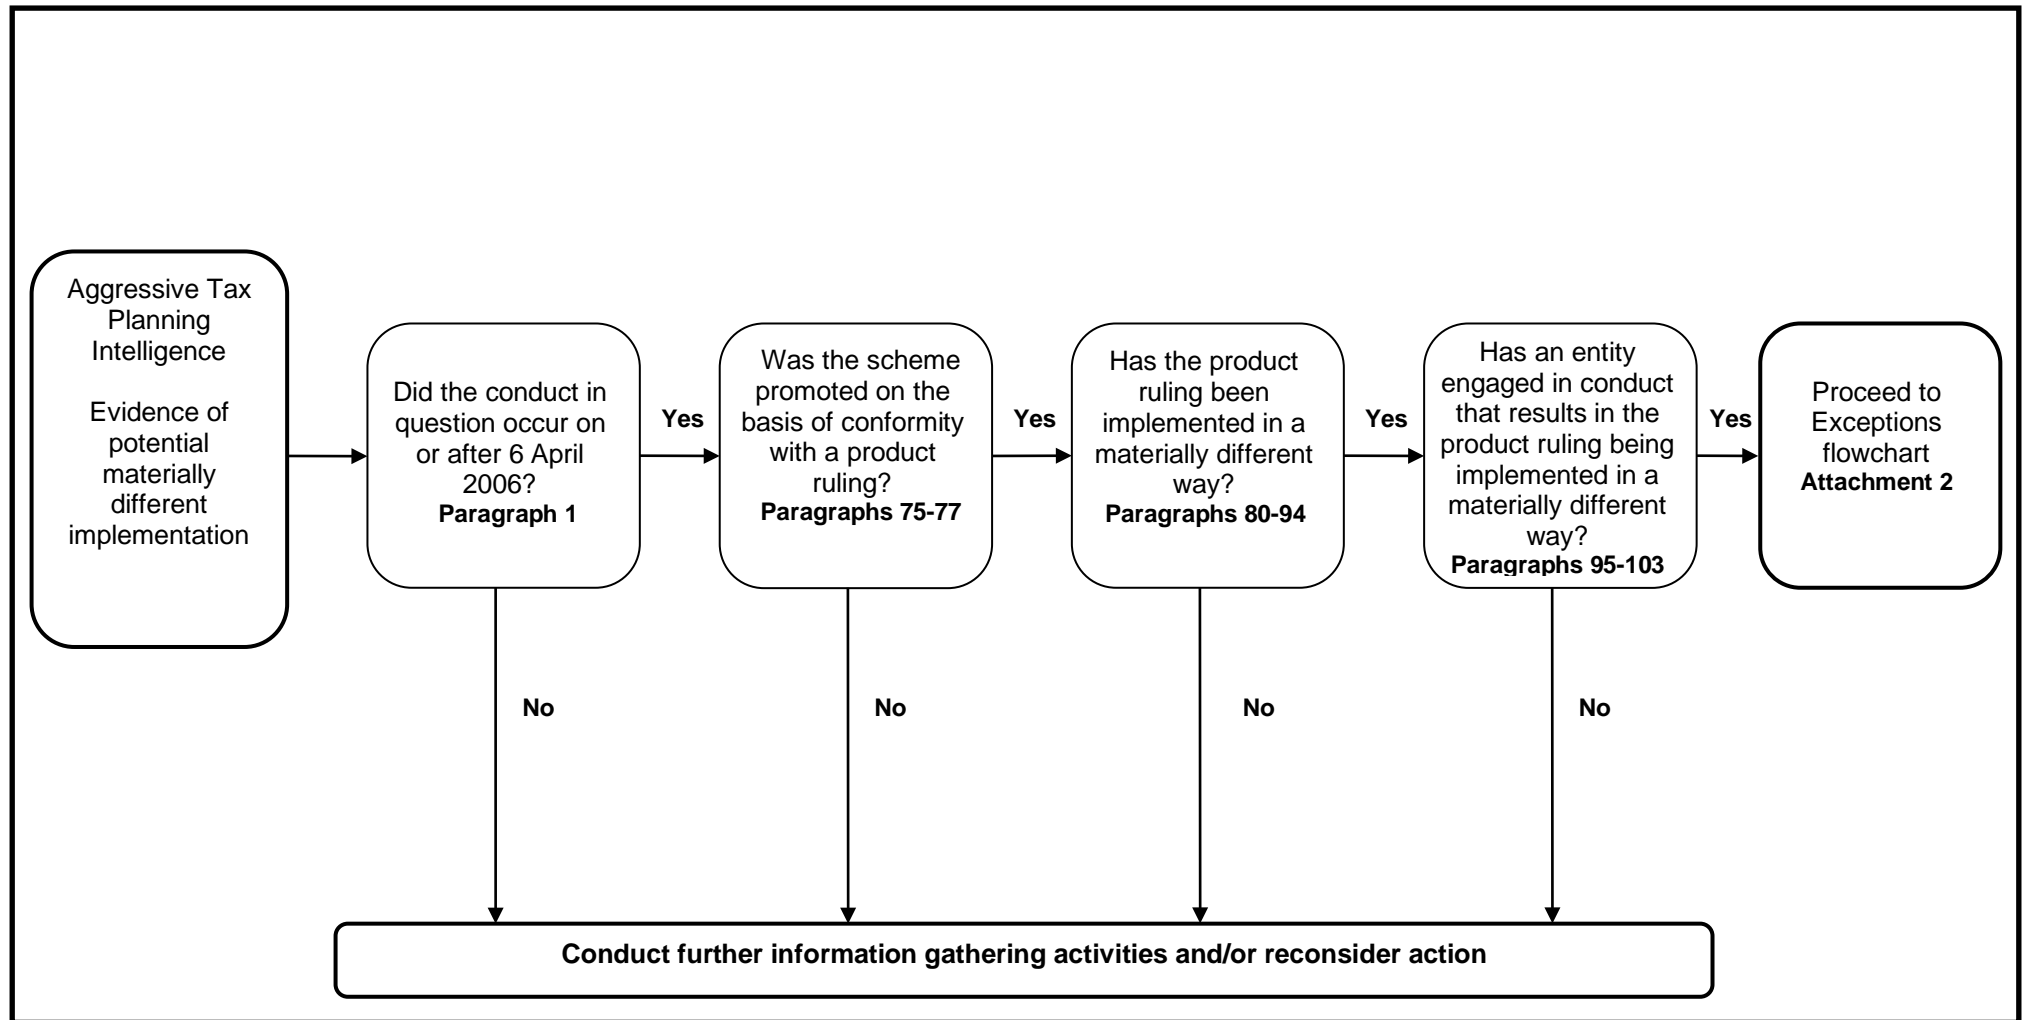 Aggressive Tax
Planning
Intelligence
Evidence of
potential
materially
different
implementation
Did the conduct in
question occur on
or after 6 April
2006?
Paragraph 1
Yes
Was the scheme
promoted on the
basis of conformity
with a product
ruling?
Paragraphs 75-77
Yes
Has the product
ruling been
implemented in a
materially different
way?
Paragraphs 80-94
Yes
Has an entity
engaged in conduct
that results in the
product ruling being
implemented in a
materially different
way?
Paragraphs 95-103
Yes
Proceed to
Exceptions
flowchart
Attachment 2
No
No
No
No
Conduct further information gathering activities and/or reconsider action